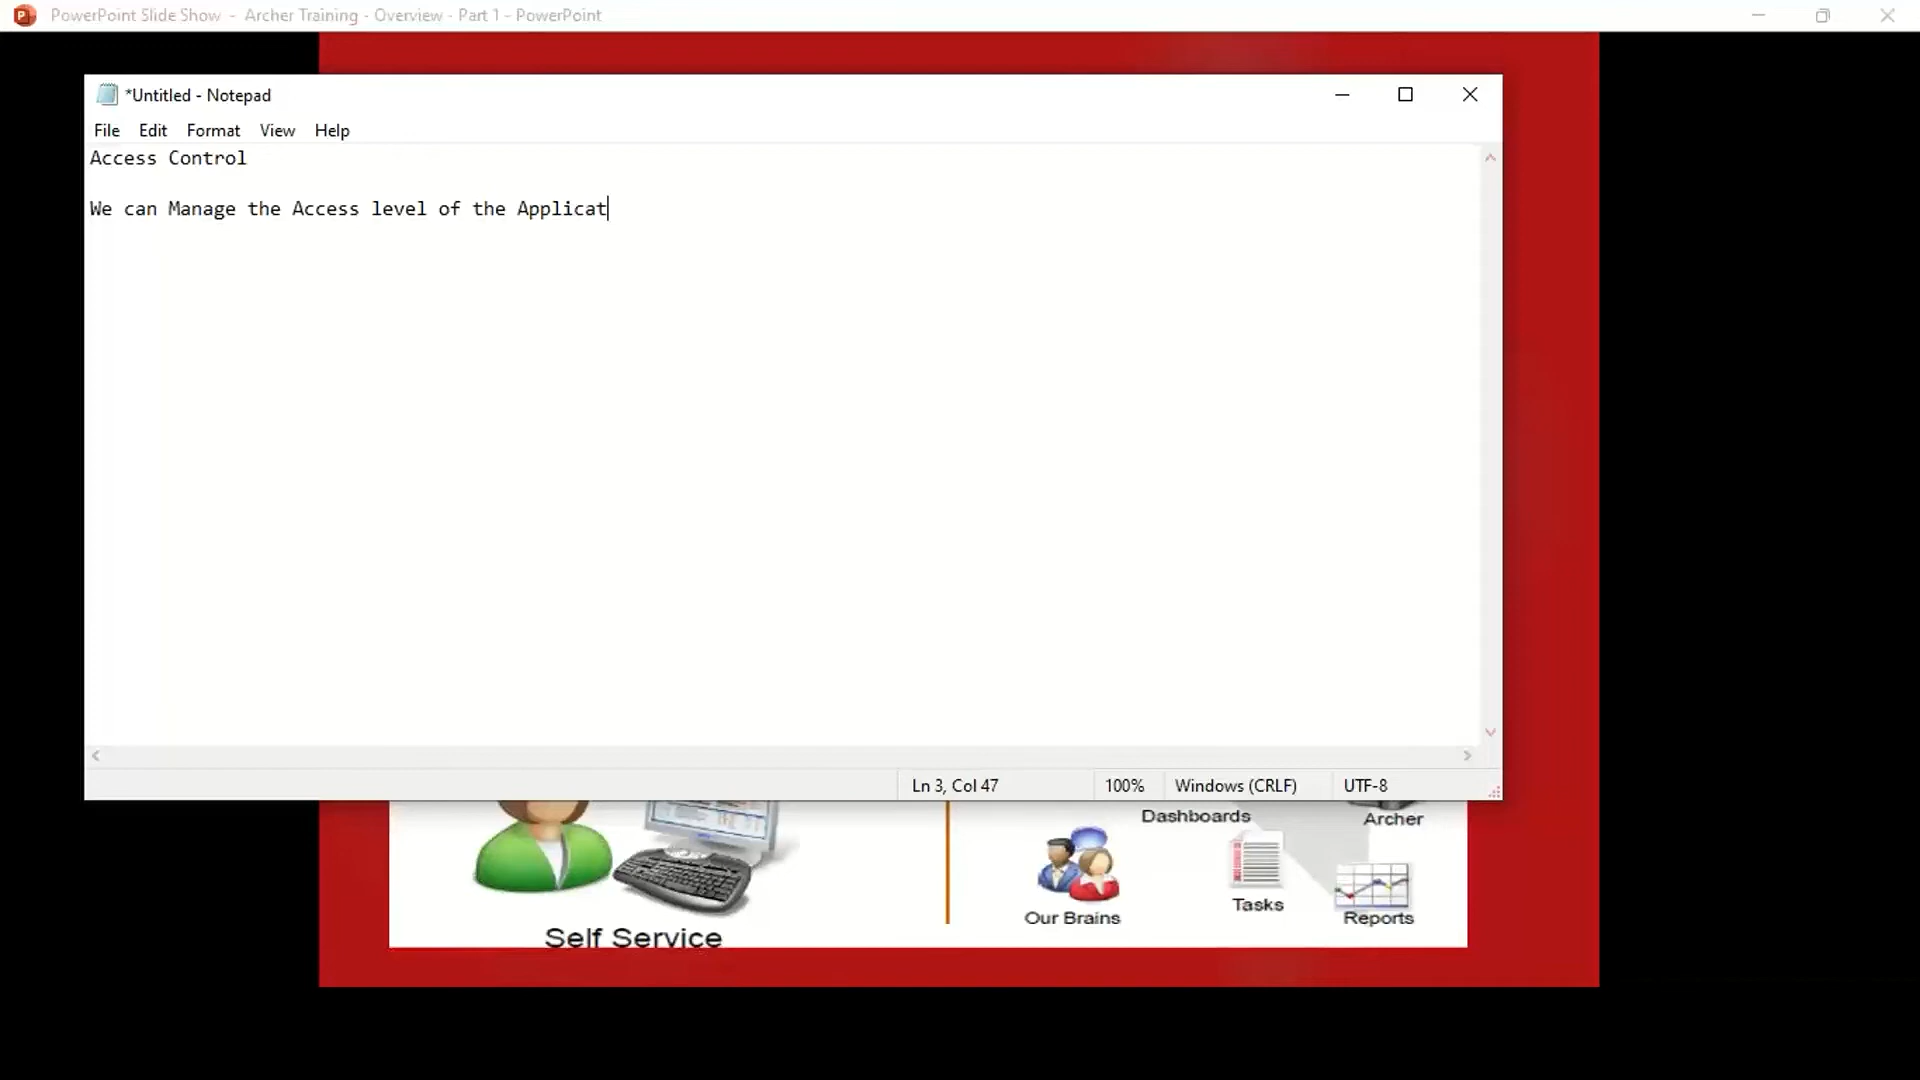 PowerPoint Slide Show - Archer Training - Overview - Part 1 - PowerPoint
*Untitled - Notepad
File Edit Format View Help
Access Control
We can Manage the Access level of the Applicat
Ln 3, Col 47 100% Windows (CRLF) UTF-8
Dashboards Archer
Our Brains Tasks Reports
Self Service